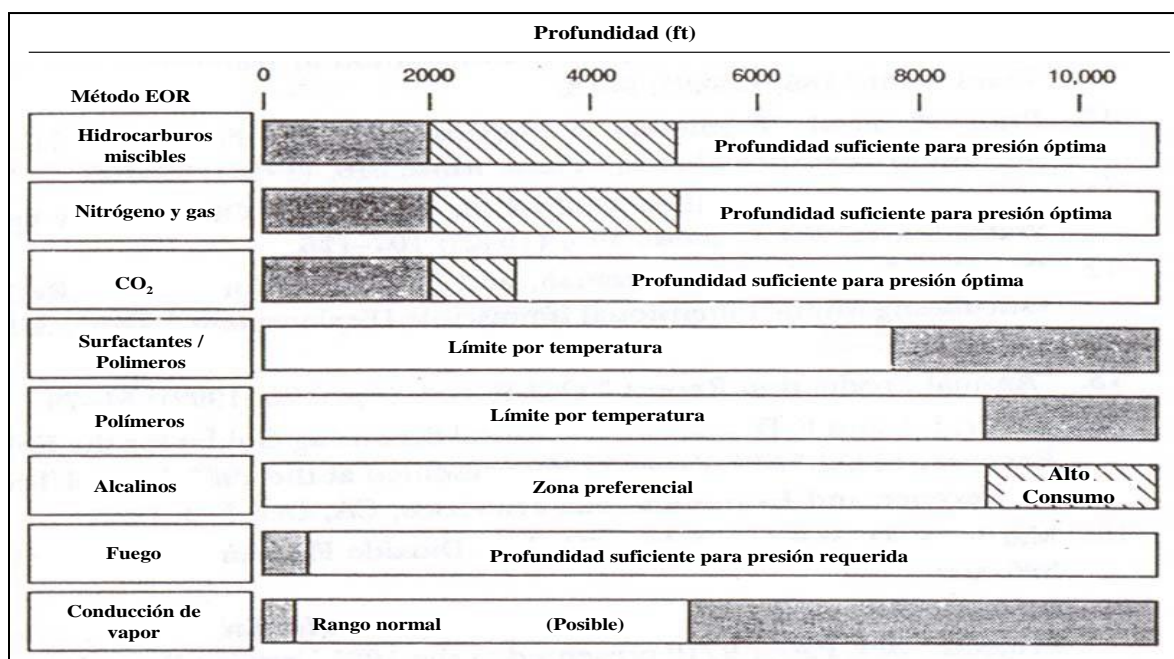 Profundidad (ft)
Método EOR
0 2000 4000 6000 8000 10,000
Hidrocarburos
miscibles
Profundidad suficiente para presión óptima
Nitrógeno y gas
Profundidad suficiente para presión óptima
CO₂
Profundidad suficiente para presión óptima
Surfactantes /
Polimeros
Límite por temperatura
Polímeros
Límite por temperatura
Alcalinos
Zona preferencial
Alto
Consumo
Fuego
Profundidad suficiente para presión requerida
Conducción de
vapor
Rango normal (Posible)